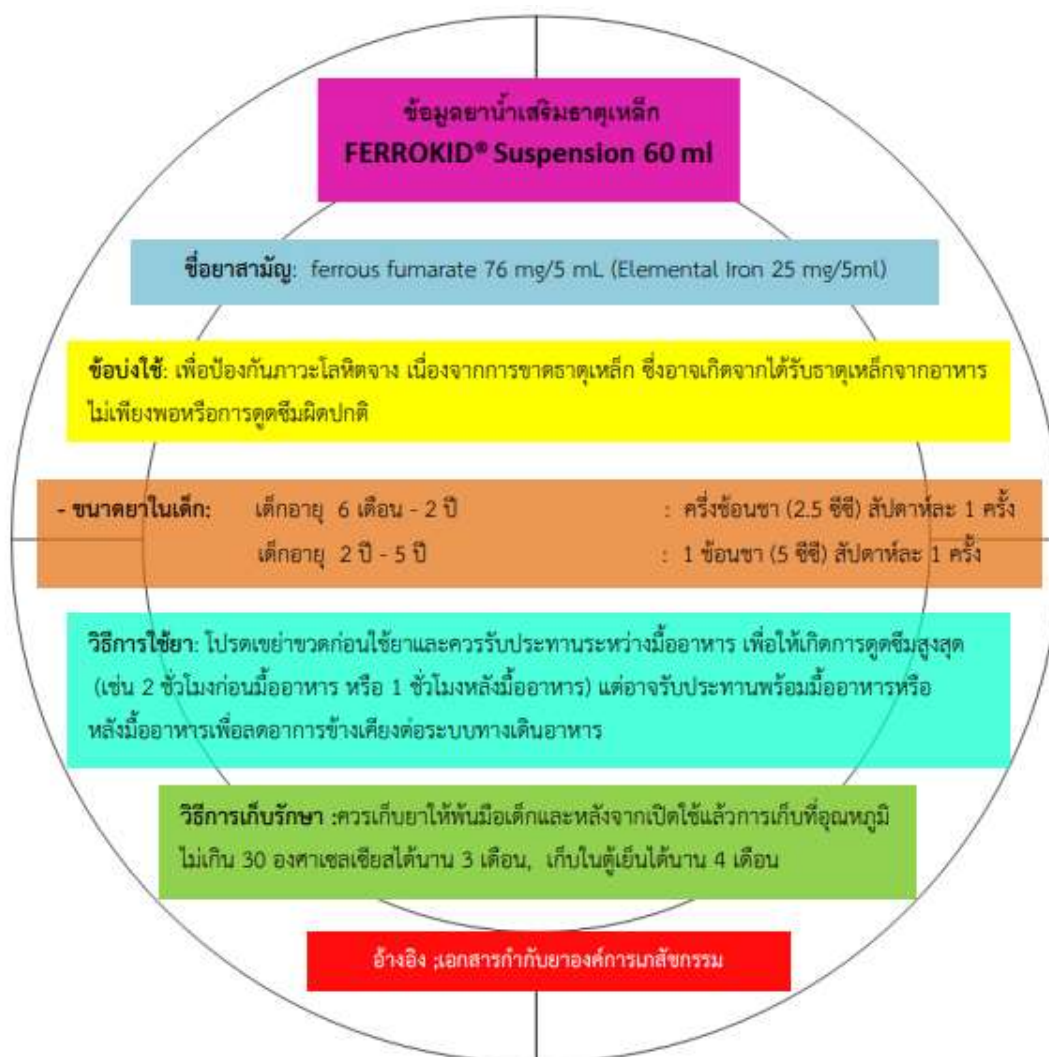 ข้อมูลยาน้ำเสริมธาตุเหล็ก
FERROKID® Suspension 60 ml
ชื่อยาสามัญ: ferrous fumarate 76 mg/5 mL (Elemental Iron 25 mg/5ml)
ข้อบ่งใช้: เพื่อป้องกันภาวะโลหิตจาง เนื่องจากการขาดธาตุเหล็ก ซึ่งอาจเกิดจากได้รับธาตุเหล็กจากอาหาร
ไม่เพียงพอหรือการดูดซึมผิดปกติ
- ขนาดยาในเด็ก: เด็กอายุ 6 เดือน - 2 ปี : ครึ่งช้อนชา (2.5 ซีซี) สัปดาห์ละ 1 ครั้ง
เด็กอายุ 2 ปี - 5 ปี : 1 ช้อนชา (5 ซีซี) สัปดาห์ละ 1 ครั้ง
วิธีการใช้ยา: โปรดเขย่าขวดก่อนใช้ยาและควรรับประทานระหว่างมื้ออาหาร เพื่อให้เกิดการดูดซึมสูงสุด
(เช่น 2 ชั่วโมงก่อนมื้ออาหาร หรือ 1 ชั่วโมงหลังมื้ออาหาร) แต่อาจรับประทานพร้อมมื้ออาหารหรือ
หลังมื้ออาหารเพื่อลดอาการข้างเคียงต่อระบบทางเดินอาหาร
วิธีการเก็บรักษา :ควรเก็บยาให้พ้นมือเด็กและหลังจากเปิดใช้แล้วการเก็บที่อุณหภูมิ
ไม่เกิน 30 องศาเซลเซียสได้นาน 3 เดือน, เก็บในตู้เย็นได้นาน 4 เดือน
อ้างอิง ;เอกสารกำกับยาองค์การเภสัชกรรม